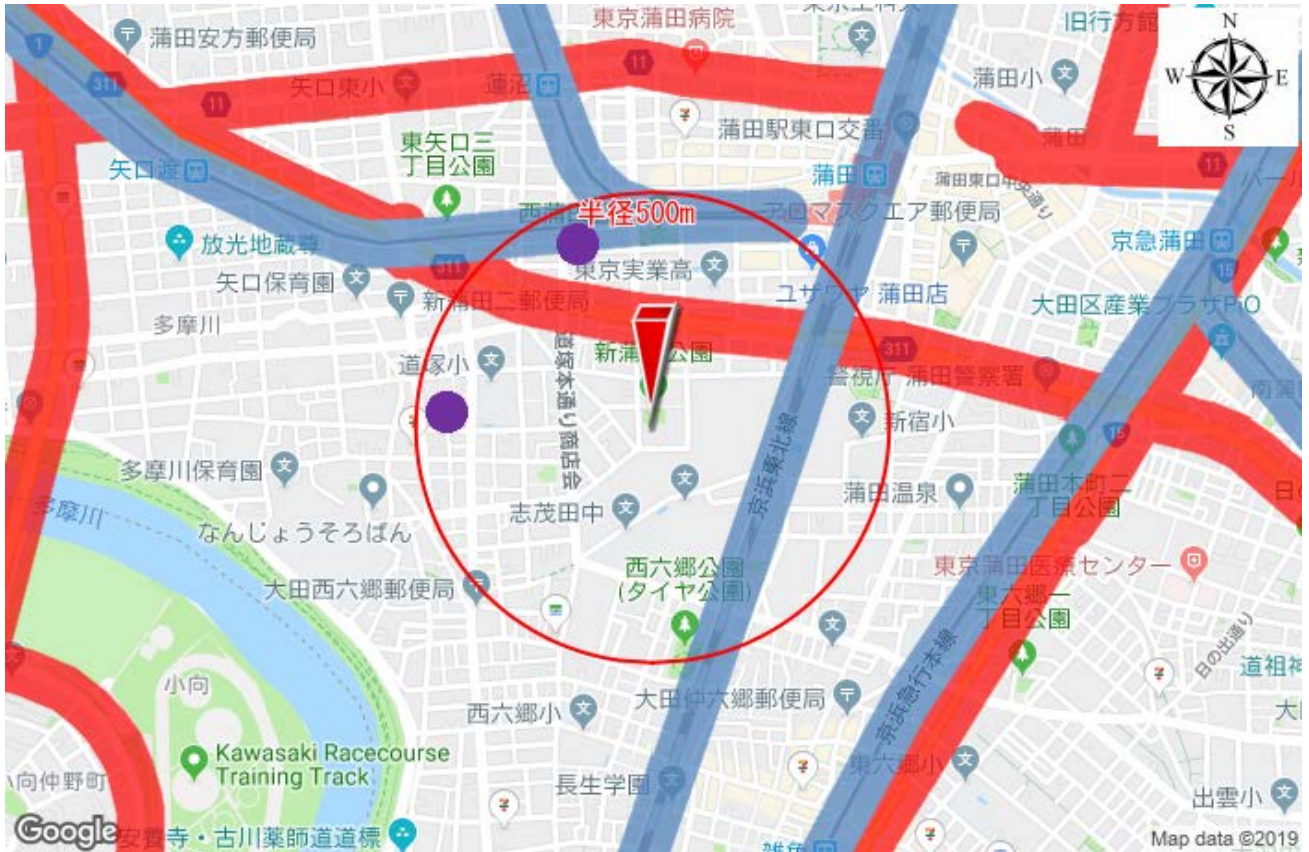 東京蒲田病院
旧行方館
N
W
E
S
1
蒲田安方郵便局
311
11
矢口東小
蓮沼
11
蒲田小
蒲田駅東口交番
蒲田
11
東矢口三
丁目公園
矢口渡
蒲田
蒲田東口中央通り
半径500m
アロマスクエア郵便局
京急蒲田
15
放光地蔵尊
矢口保育園
311
東京実業高
ユザワヤ 蒲田店
新蒲田二郵便局
大田区産業プラザPiO
多摩川
道塚小
道塚本通り商店会
311
警視庁 蒲田警察署
新宿小
15
多摩川保育園
京浜東北線
蒲田温泉
蒲田本町二
丁目公園
多摩川
なんじょうそろばん
志茂田中
大田西六郷郵便局
西六郷公園
(タイヤ公園)
東京蒲田医療センター
東六郷一
丁目公園
日の出通り
京浜急行本線
小向
西六郷小
大田仲六郷郵便局
Kawasaki Racecourse
Training Track
小向仲野町
長生学園
東六郷小
出雲小
Google
安養寺・古川薬師道道標
雑色
Map data ©2019